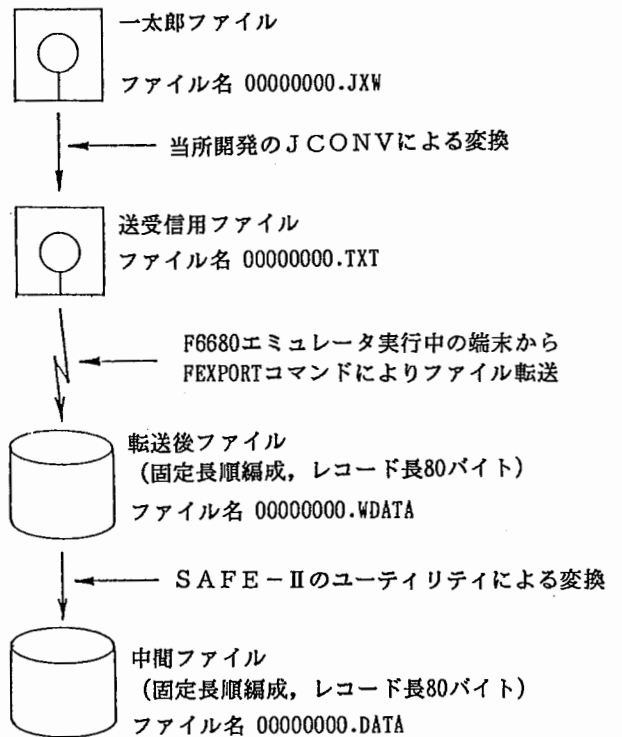 一太郎ファイル
ファイル名 00000000.JXW
当所開発のJCONVによる変換
送受信用ファイル
ファイル名 00000000.TXT
F6680エミュレータ実行中の端末から
FEXPORTコマンドによりファイル転送
転送後ファイル
(固定長順編成，レコード長80バイト)
ファイル名 00000000.WDATA
SAFE－Ⅱのユーティリティによる変換
中間ファイル
(固定長順編成，レコード長80バイト)
ファイル名 00000000.DATA